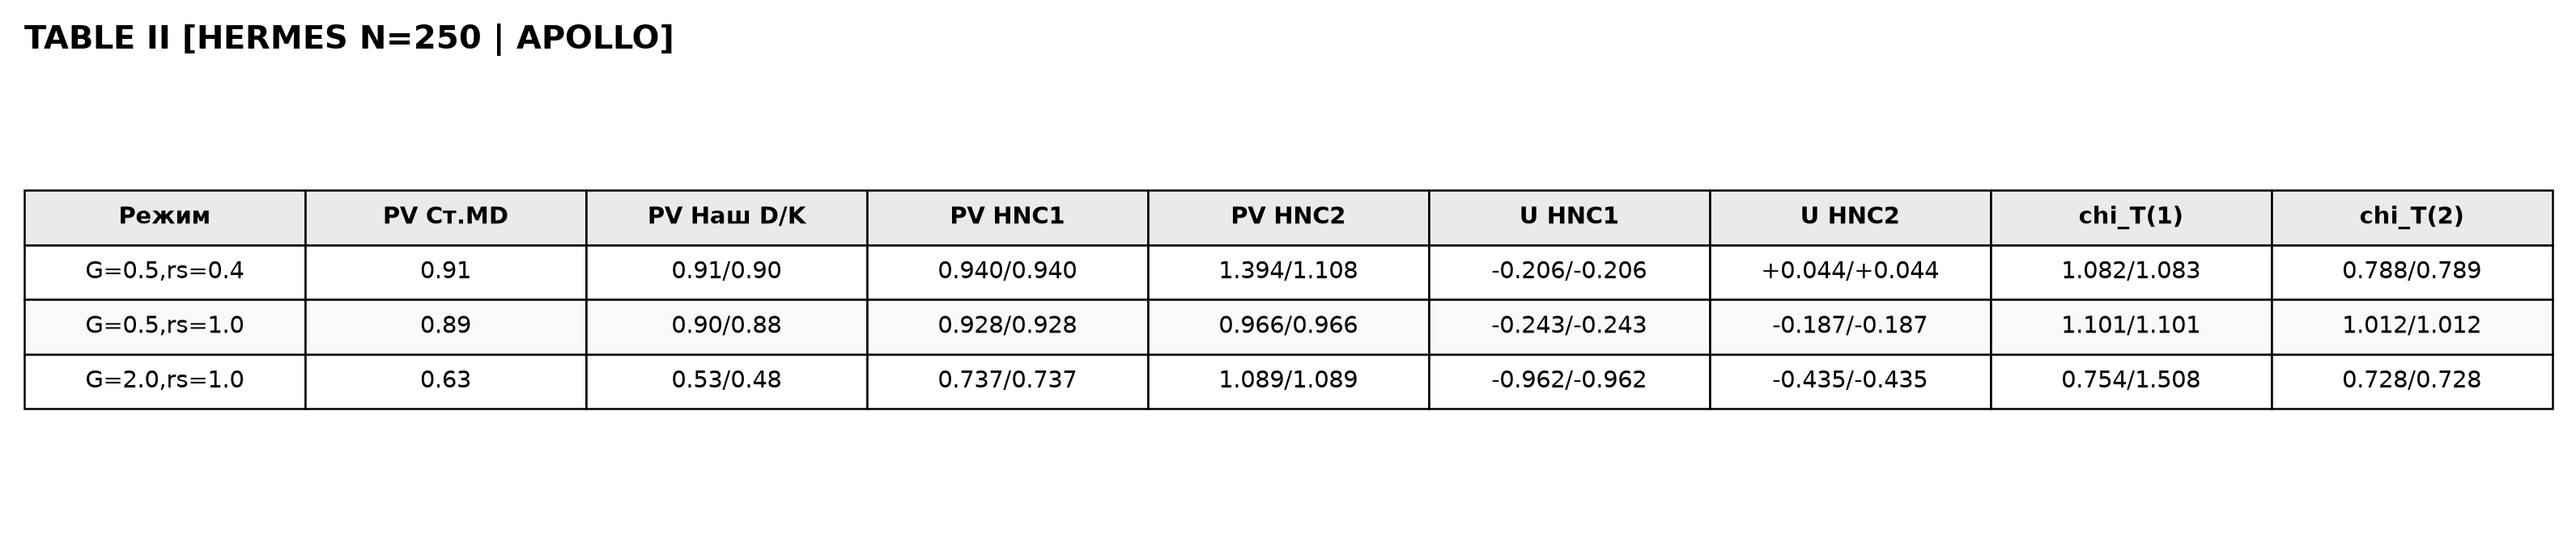 TABLE II [HERMES N=250 | APOLLO]
Режим PV Ст.MD PV Наш D/K PV HNC1 PV HNC2 U HNC1 U HNC2 chi_T(1) chi_T(2)
G=0.5,rs=0.4 0.91 0.91/0.90 0.940/0.940 1.394/1.108 -0.206/-0.206 +0.044/+0.044 1.082/1.083 0.788/0.789
G=0.5,rs=1.0 0.89 0.90/0.88 0.928/0.928 0.966/0.966 -0.243/-0.243 -0.187/-0.187 1.101/1.101 1.012/1.012
G=2.0,rs=1.0 0.63 0.53/0.48 0.737/0.737 1.089/1.089 -0.962/-0.962 -0.435/-0.435 0.754/1.508 0.728/0.728